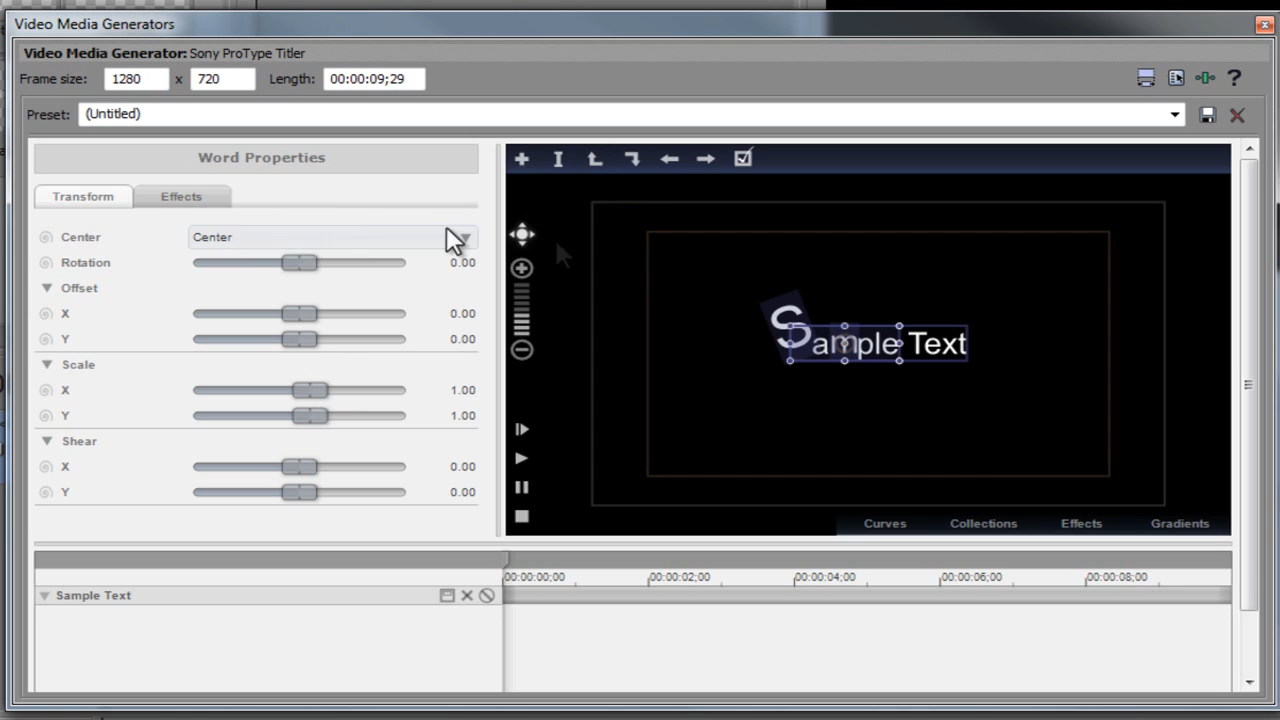 Video Media Generators
Video Media Generator: Sony ProType Titler
Frame size: 1280 x 720 Length: 00:00:09;29
Preset: (Untitled)
Word Properties
Transform Effects
Center Center
Rotation 0.00
Offset
X 0.00
Y 0.00
Scale
X 1.00
Y 1.00
Shear
X 0.00
Y 0.00
Sample Text
Curves Collections Effects Gradients
00:00:00;00 00:00:02;00 00:00:04;00 00:00:06;00 00:00:08;00
Sample Text